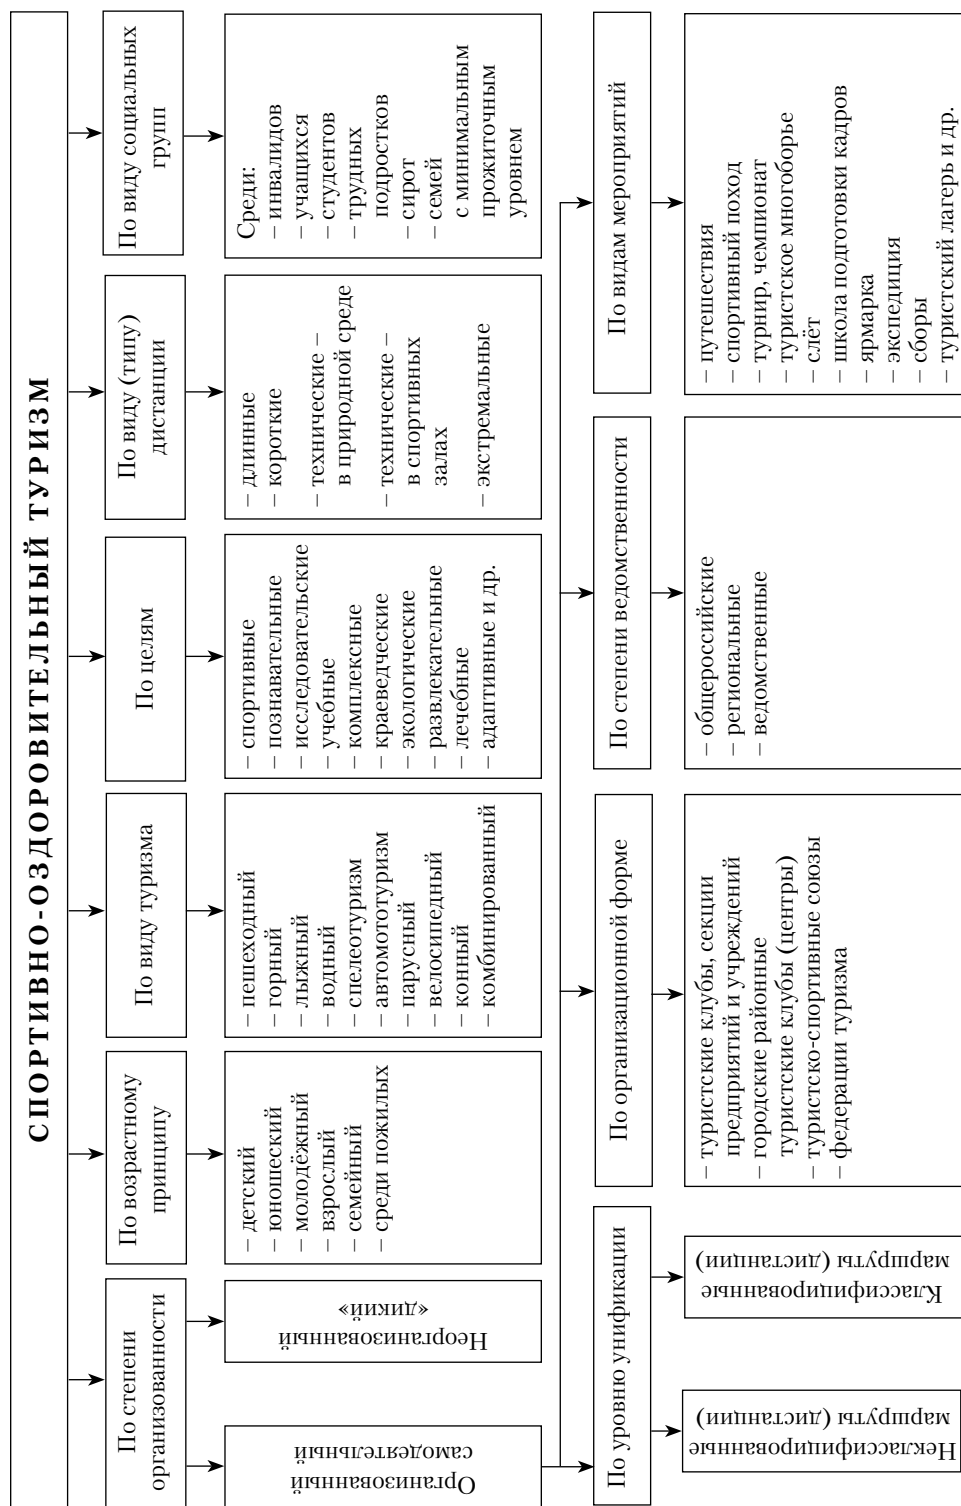 СПОРТИВНО-ОЗДОРОВИТЕЛЬНЫЙ ТУРИЗМ
По степени
организованности
Организованный
самодеятельный
Неорганизованный
«дикий»
По возрастному
принципу
– детский
– юношеский
– молодёжный
– взрослый
– семейный
– среди пожилых
По виду туризма
– пешеходный
– горный
– лыжный
– водный
– спелеотуризм
– автомототуризм
– парусный
– велосипедный
– конный
– комбинированный
По целям
– спортивные
– познавательные
– исследовательские
– учебные
– комплексные
– краеведческие
– экологические
– развлекательные
– лечебные
– адаптивные и др.
По виду (типу)
дистанции
– длинные
– короткие
– технические –
в природной среде
– технические –
в спортивных
залах
– экстремальные
По виду социальных
групп
Среди:
– инвалидов
– учащихся
– студентов
– трудных
подростков
– сирот
– семей
с минимальным
прожиточным
уровнем
По уровню унификации
Неклассифицированные
маршруты (дистанции)
Классифицированные
маршруты (дистанции)
По организационной форме
– туристские клубы, секции
предприятий и учреждений
– городские районные
туристские клубы (центры)
– туристско-спортивные союзы
– федерации туризма
По степени ведомственности
– общероссийские
– региональные
– ведомственные
По видам мероприятий
– путешествия
– спортивный поход
– турнир, чемпионат
– туристское многоборье
– слёт
– школа подготовки кадров
– ярмарка
– экспедиция
– сборы
– туристский лагерь и др.